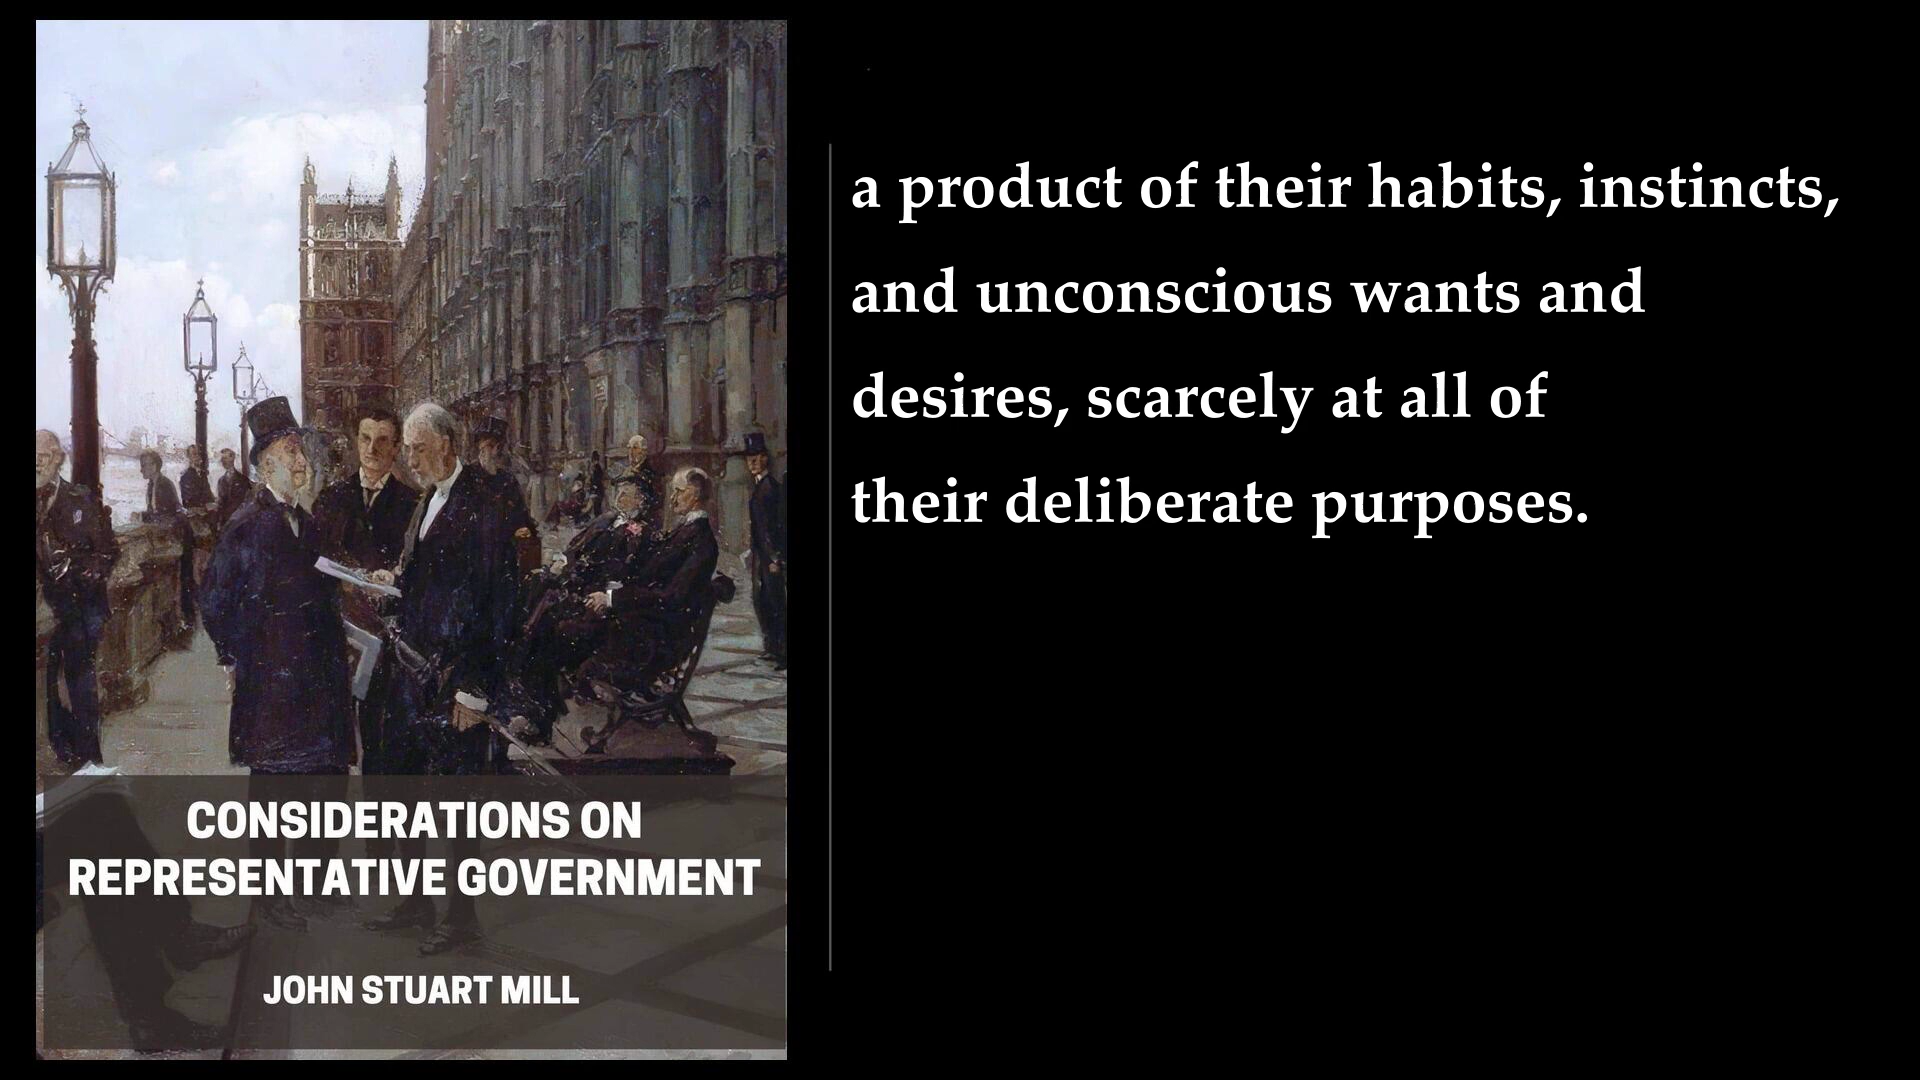 a product of their habits, instincts,
and unconscious wants and
desires, scarcely at all of
their deliberate purposes.
CONSIDERATIONS ON
REPRESENTATIVE GOVERNMENT
JOHN STUART MILL